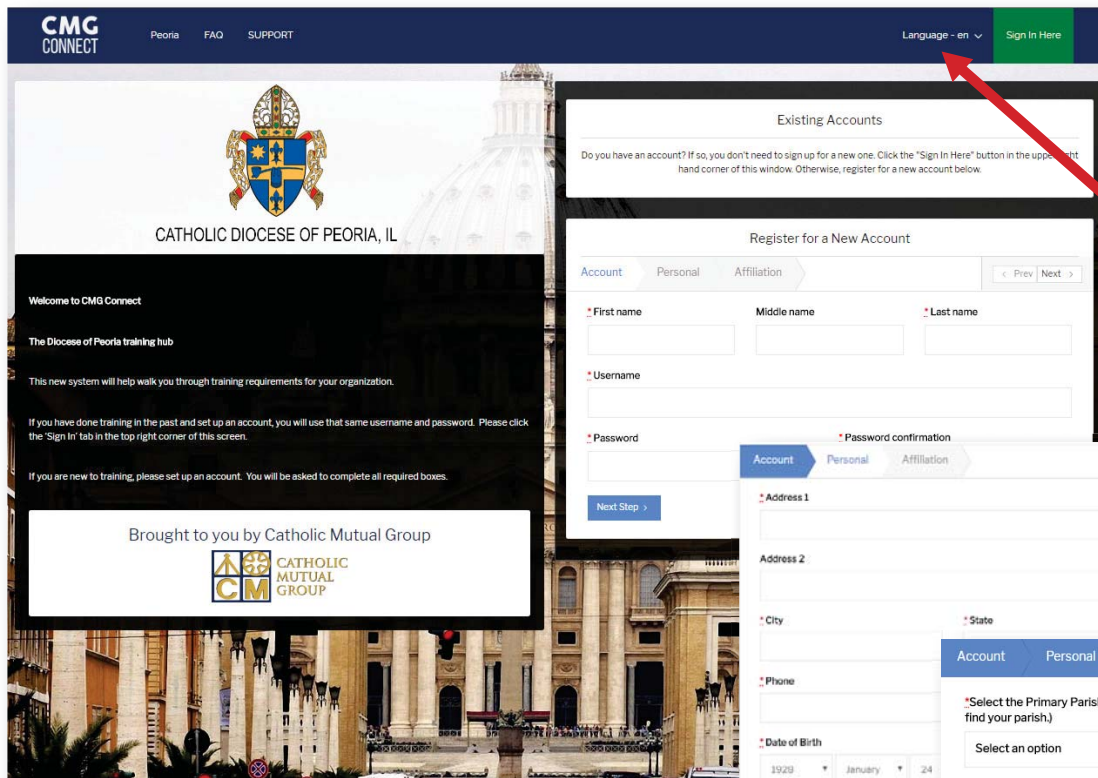 CMG
CONNECT
Peoria
FAQ
SUPPORT
Language - en
Sign In Here
CATHOLIC DIOCESE OF PEORIA, IL
Welcome to CMG Connect
The Diocese of Peoria training hub
This new system will help walk you through training requirements for your organization.
If you have done training in the past and set up an account, you will use that same username and password. Please click
the 'Sign In' tab in the top right corner of this screen.
If you are new to training, please set up an account. You will be asked to complete all required boxes.
Brought to you by Catholic Mutual Group
CM
CATHOLIC
MUTUAL
GROUP
Existing Accounts
Do you have an account? If so, you don't need to sign up for a new one. Click the "Sign In Here" button in the upper
hand corner of this window. Otherwise, register for a new account below.
Register for a New Account
Account Personal Affiliation
< Prev Next >
* First name
Middle name
* Last name
* Username
* Password
* Password confirmation
Next Step >
Account Personal Affiliation
* Address 1
Address 2
* City
* State
* Phone
* Date of Birth
1929 January 24
Account Personal
*Select the Primary Paris
find your parish.)
Select an option